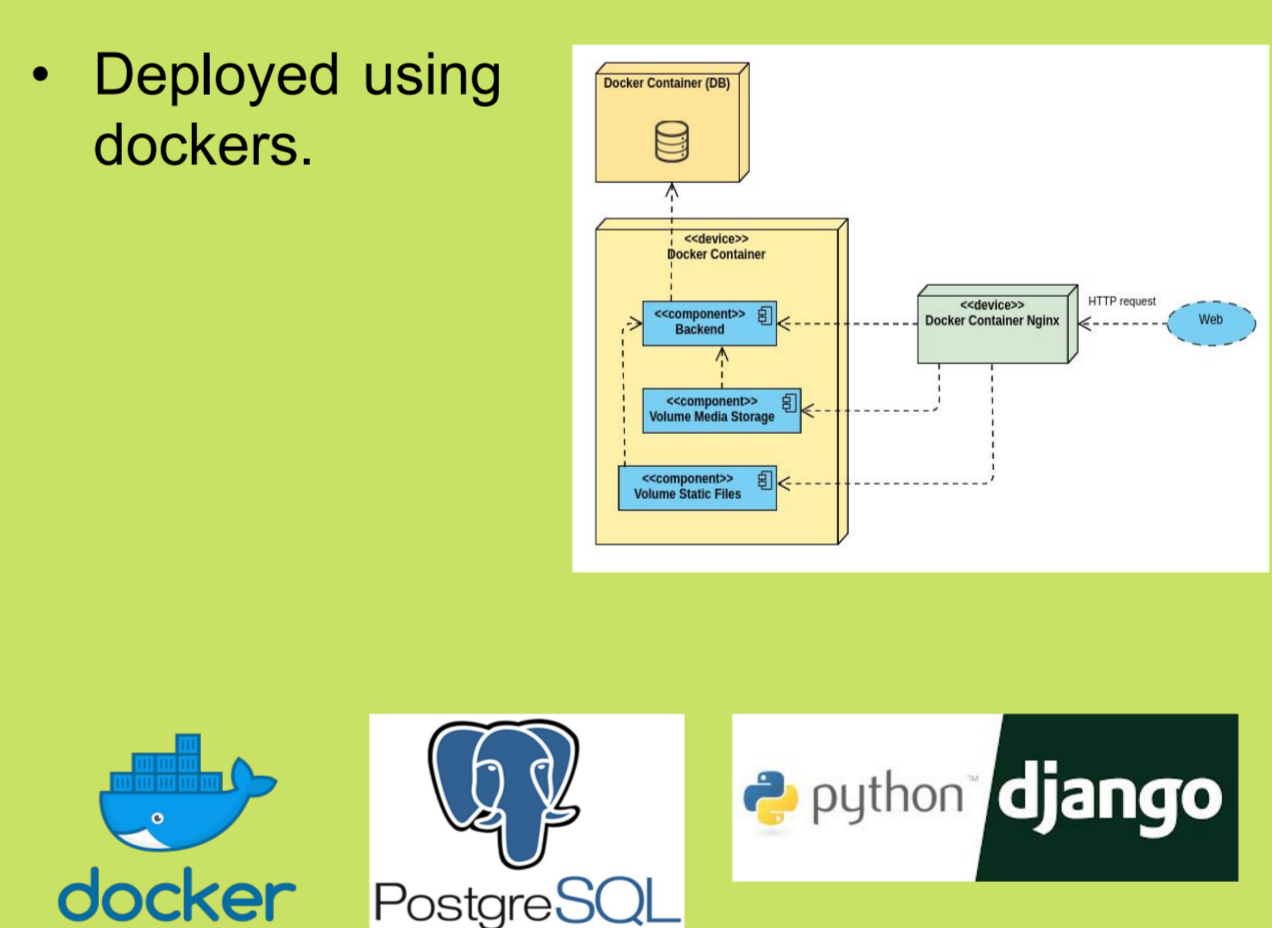 • Deployed using
dockers.
Docker Container (DB)
<<device>>
Docker Container
<<component>>
Backend
<<component>>
Volume Media Storage
<<component>>
Volume Static Files
<<device>>
Docker Container Nginx
HTTP request
Web
docker
PostgreSQL
python™
django